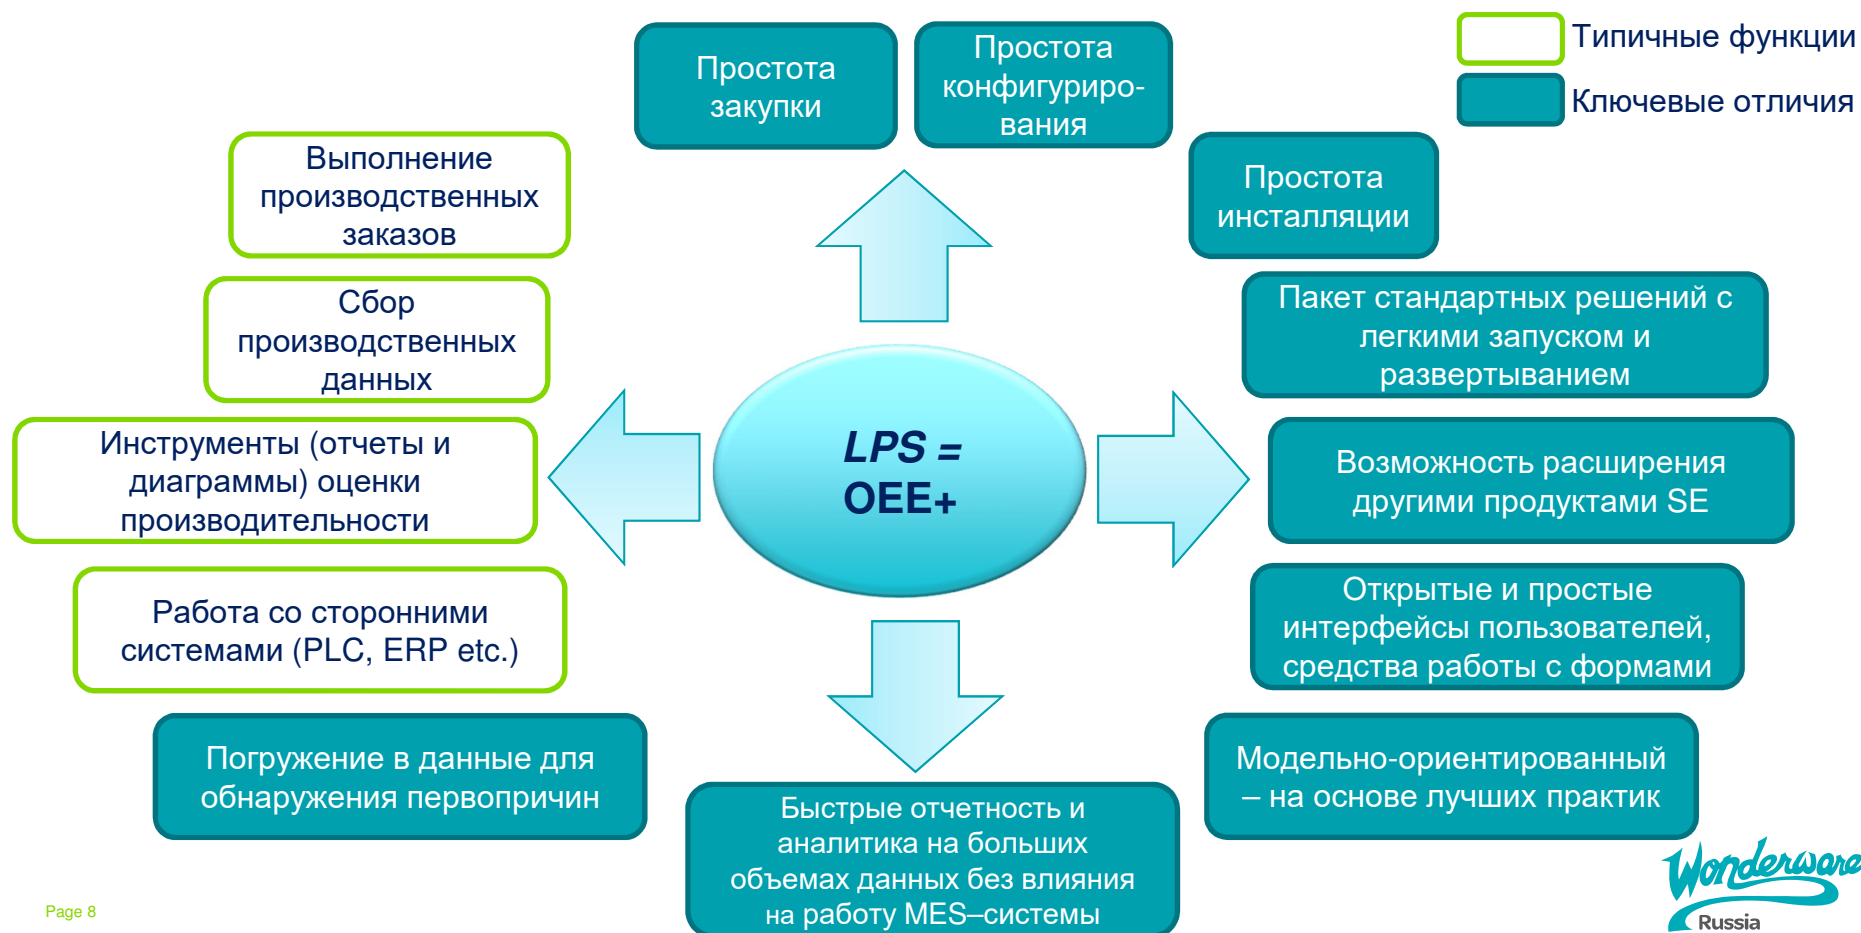 Простота
закупки
Простота
конфигуриро-
вания
Типичные функции
Ключевые отличия
Выполнение
производственных
заказов
Простота
инсталляции
Сбор
производственных
данных
Пакет стандартных решений с
легкими запуском и
развертыванием
Инструменты (отчеты и
диаграммы) оценки
производительности
LPS =
OEE+
Возможность расширения
другими продуктами SE
Работа со сторонними
системами (PLC, ERP etc.)
Открытые и простые
интерфейсы пользователей,
средства работы с формами
Погружение в данные для
обнаружения первопричин
Быстрые отчетность и
аналитика на больших
объемах данных без влияния
на работу MES–системы
Модельно-ориентированный
– на основе лучших практик
Page 8
Wonderware
Russia